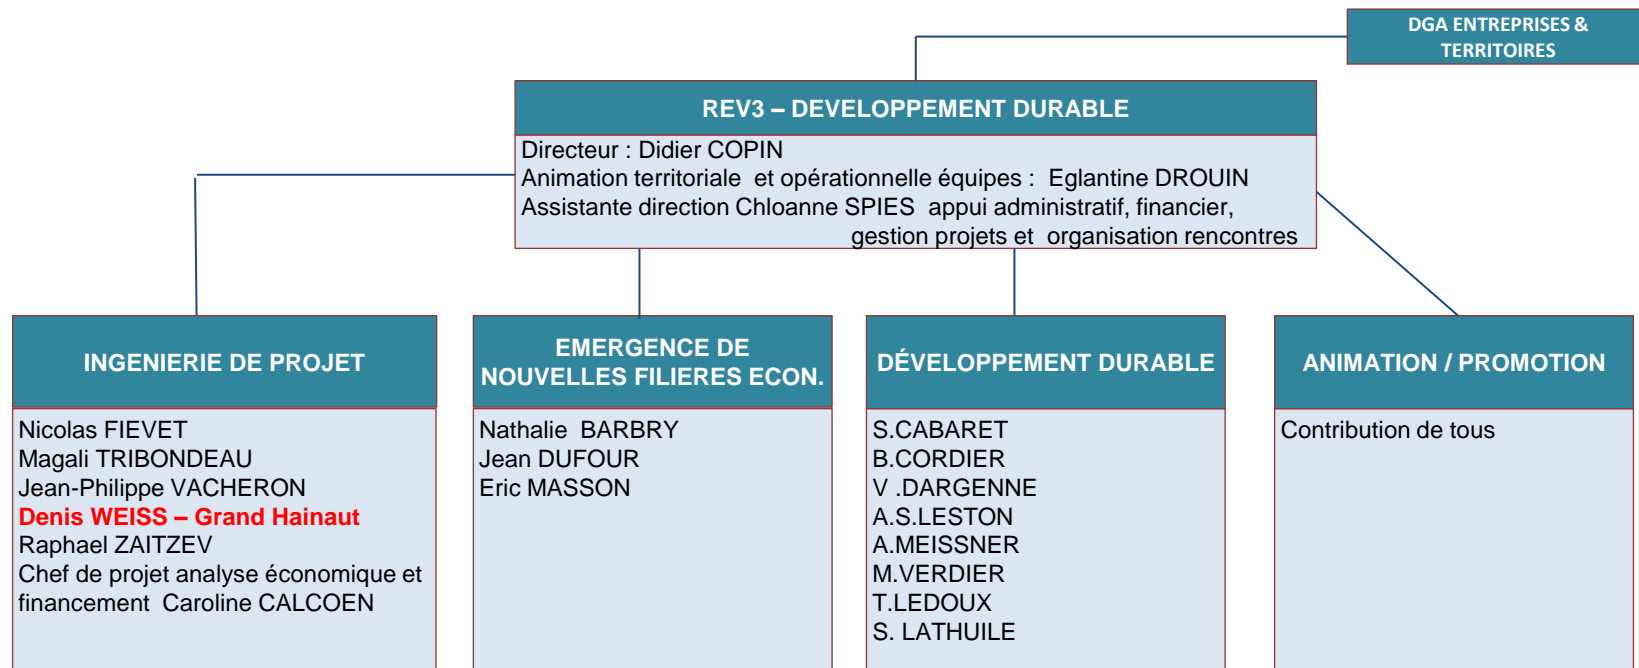 DGA ENTREPRISES &
TERRITOIRES
REV3 – DEVELOPPEMENT DURABLE
Directeur : Didier COPIN
Animation territoriale et opérationnelle équipes : Eglantine DROUIN
Assistante direction Chloanne SPIES appui administratif, financier,
gestion projets et organisation rencontres
INGENIERIE DE PROJET
Nicolas FIEVET
Magali TRIBONDEAU
Jean-Philippe VACHERON
Denis WEISS – Grand Hainaut
Raphael ZAITZEV
Chef de projet analyse économique et
financement Caroline CALCOEN
EMERGENCE DE
NOUVELLES FILIERES ECON.
Nathalie BARBRY
Jean DUFOUR
Eric MASSON
DÉVELOPPEMENT DURABLE
S.CABARET
B.CORDIER
V .DARGENNE
A.S.LESTON
A.MEISSNER
M.VERDIER
T.LEDOUX
S. LATHUILE
ANIMATION / PROMOTION
Contribution de tous